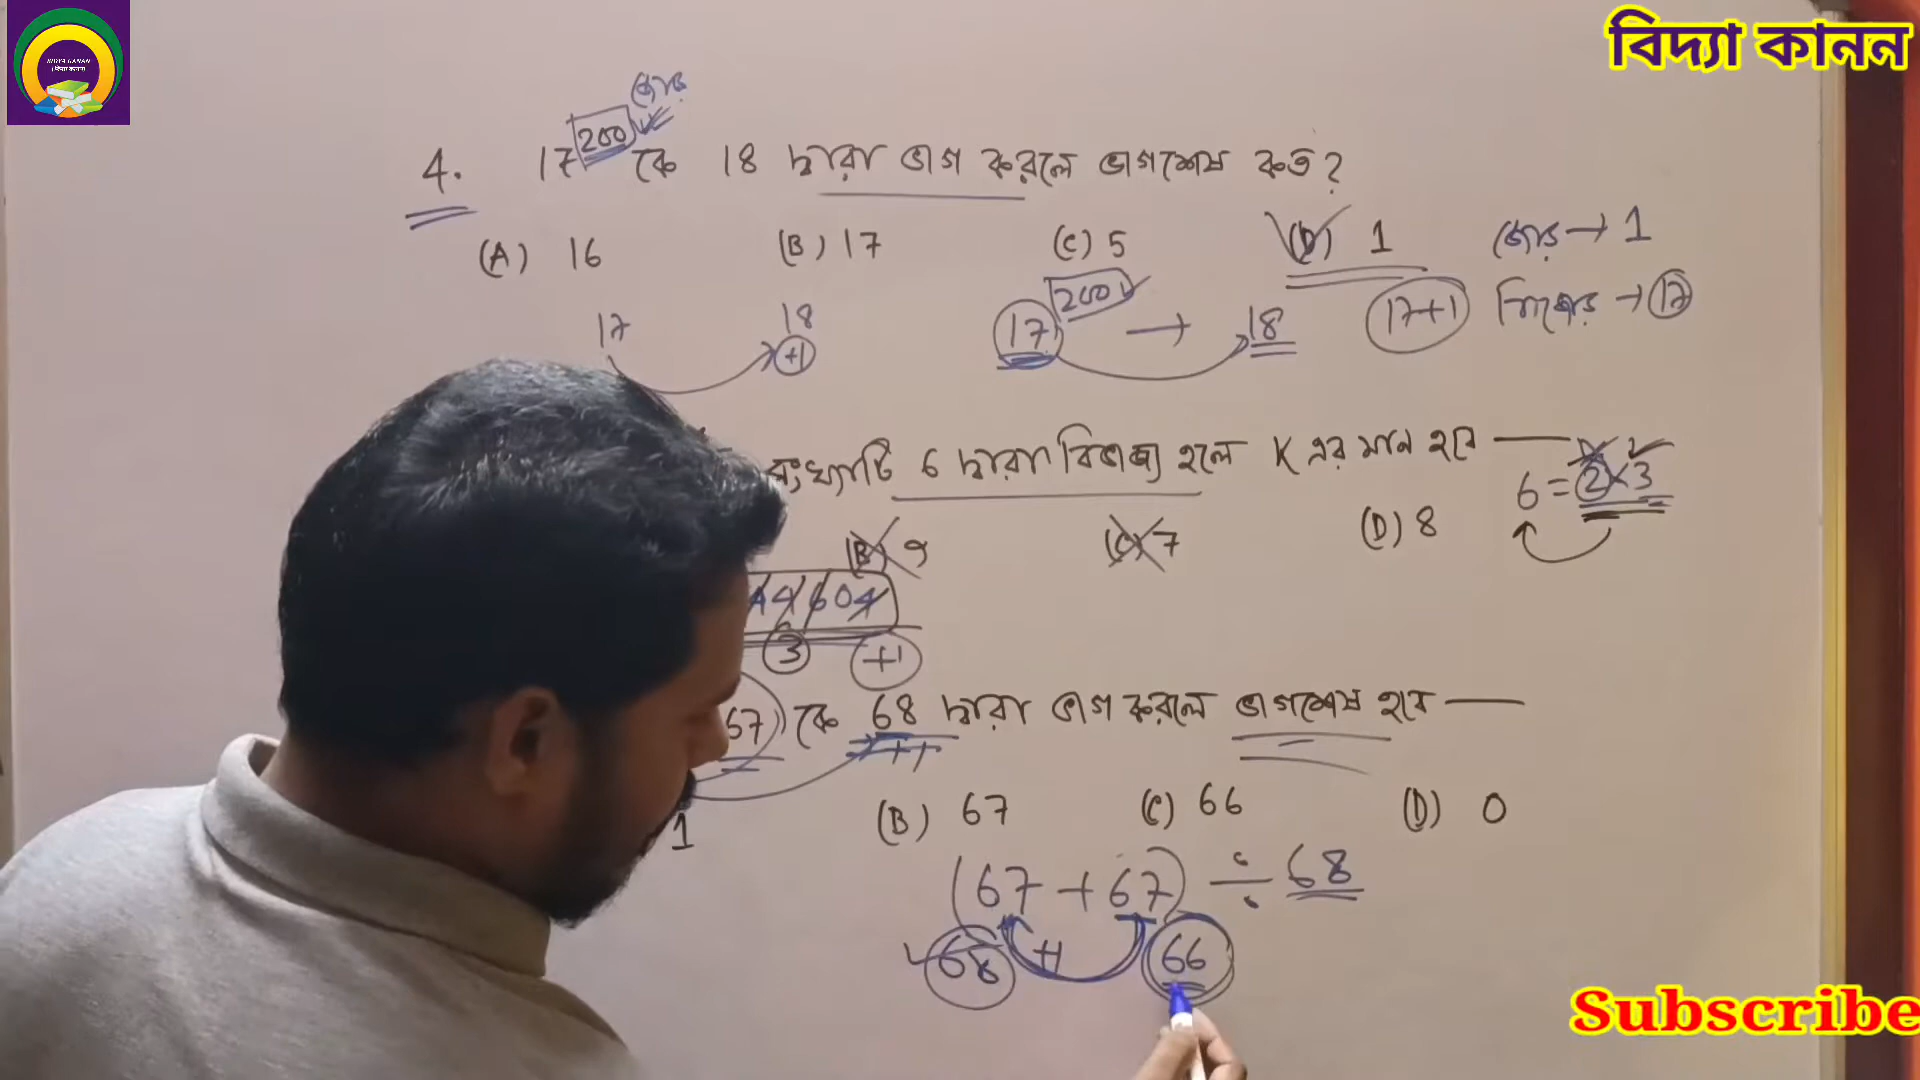 বিদ্যা কানন
জোড়
4. 17^200 কে 18 দ্বারা ভাগ করলে ভাগশেষ কত?
(A) 16 (B) 17 (C) 5 (D) 1
জোড় → 1
বিজোড় → 17
17 18 +1
17^200 → 18 17+1
সংখ্যাটি 6 দ্বারা বিভাজ্য হলে K এর মান হবে —
6 = 2×3
(B) 9 (C) 7 (D) 8
3 +1
67) কে 68 দ্বারা ভাগ করলে ভাগশেষ হবে —
1 (B) 67 (C) 66 (D) 0
(67 + 67) ÷ 68
68 +1 66
Subscribe